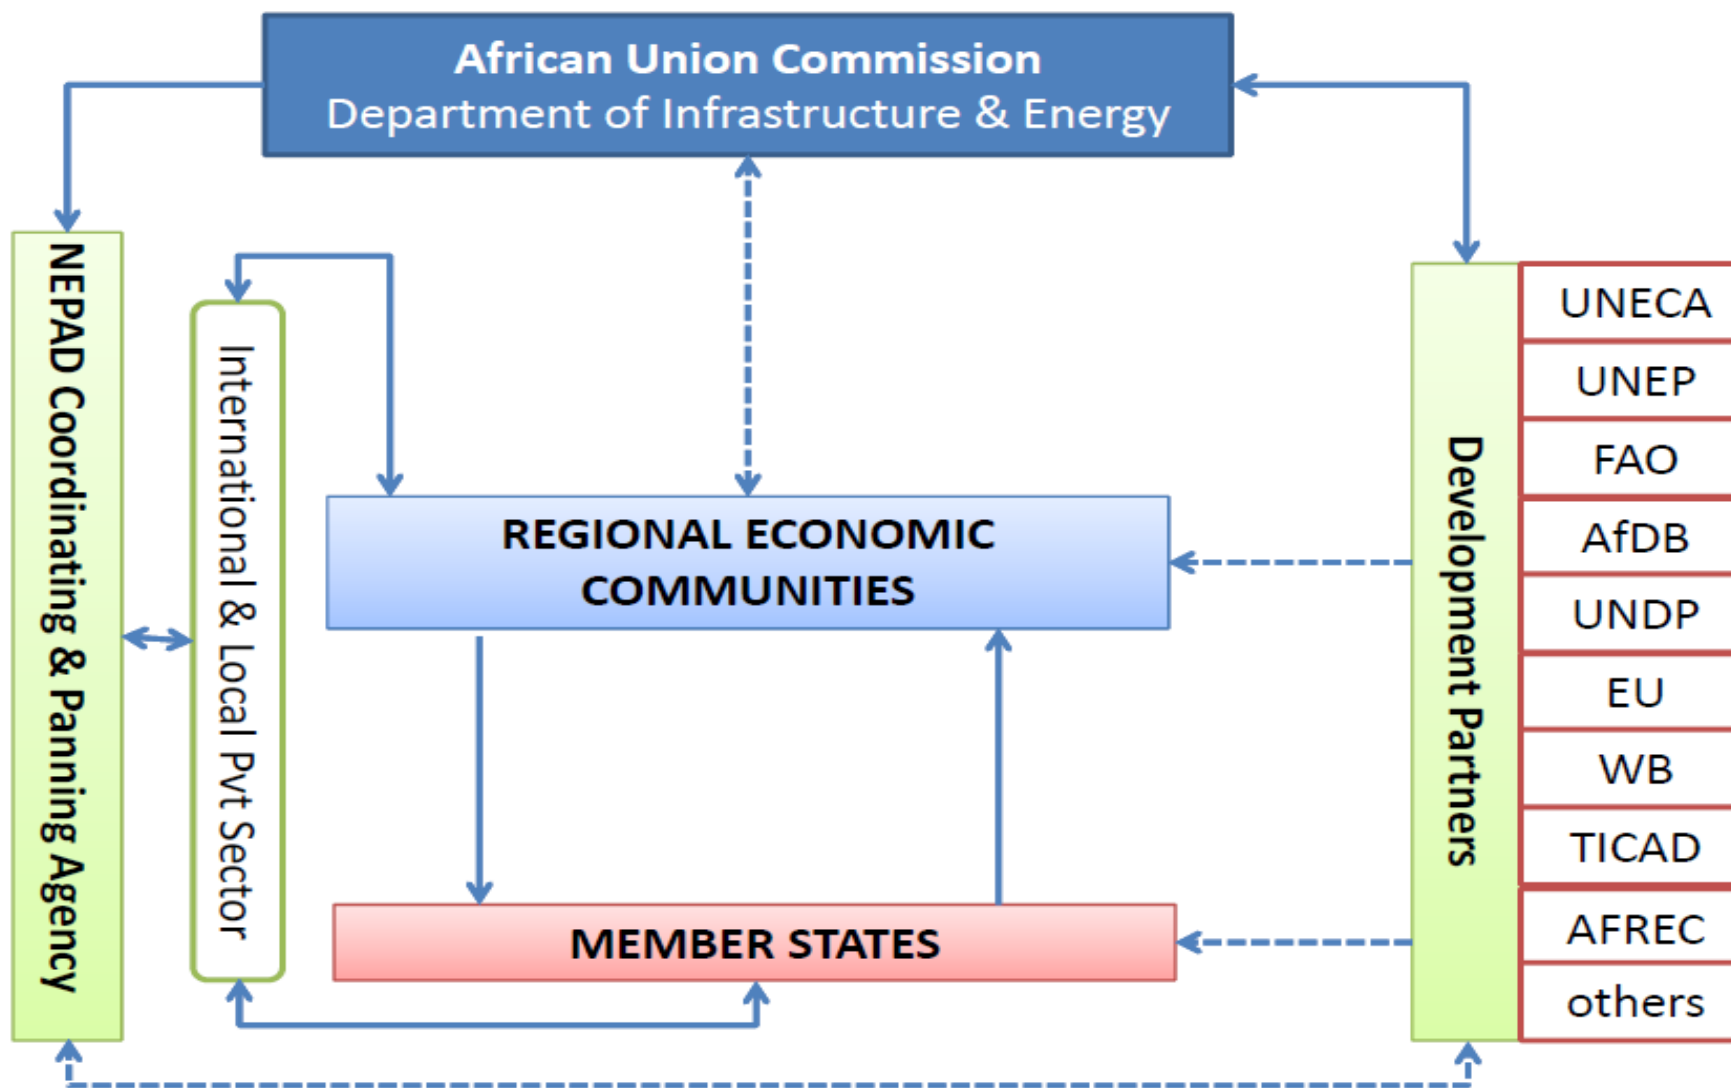 African Union Commission
Department of Infrastructure & Energy
NEPAD Coordinating & Panning Agency
International & Local Pvt Sector
REGIONAL ECONOMIC
COMMUNITIES
MEMBER STATES
Development Partners
UNECA
UNEP
FAO
AfDB
UNDP
EU
WB
TICAD
AFREC
others